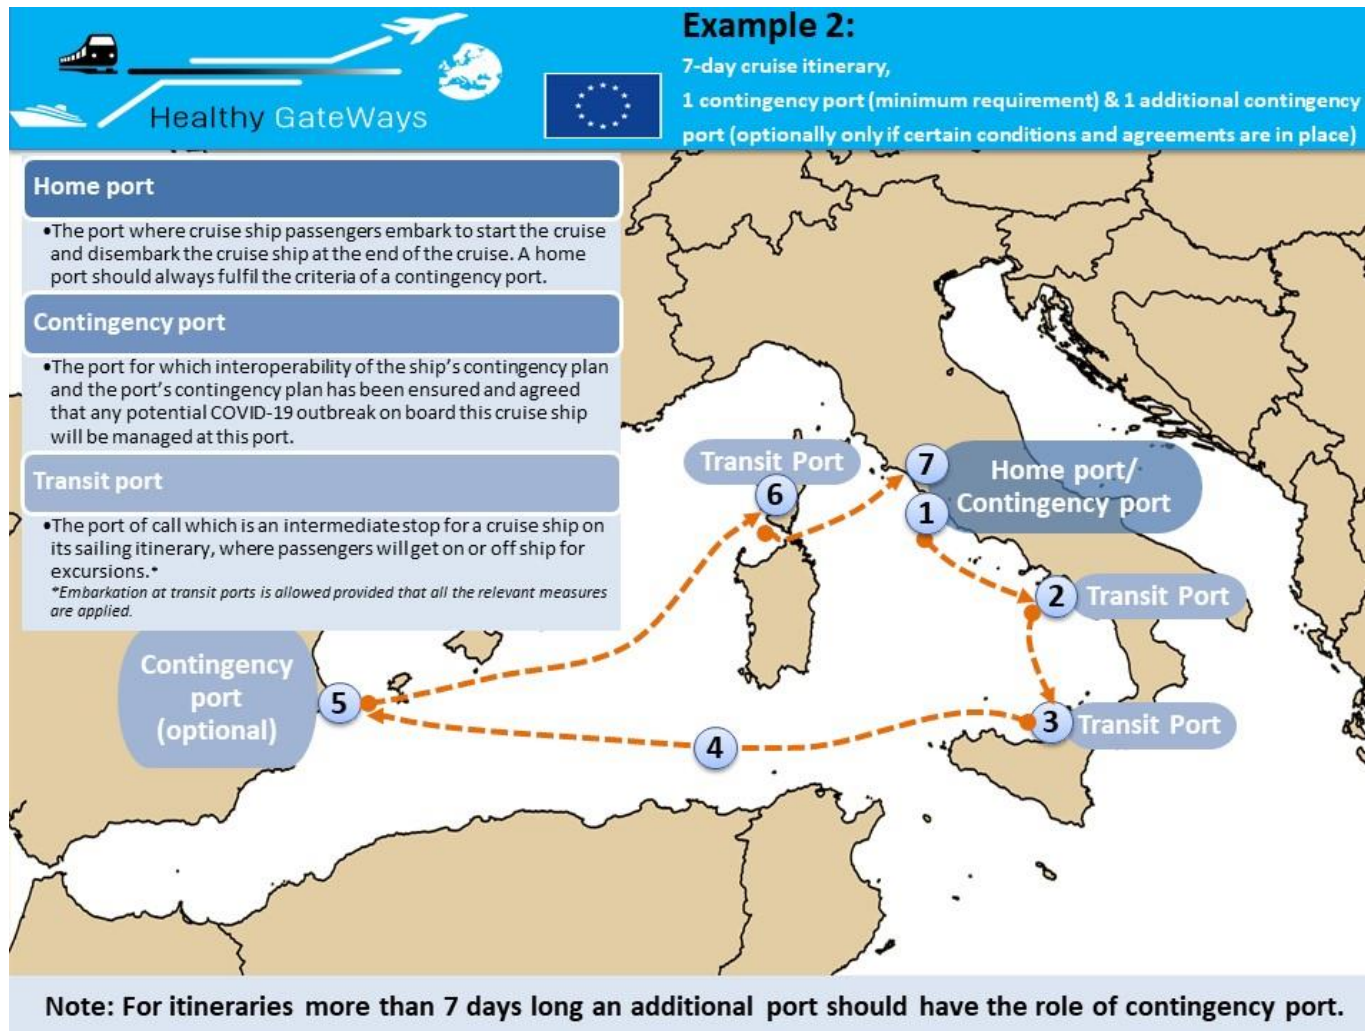 Healthy GateWays
Example 2:
7-day cruise itinerary,
1 contingency port (minimum requirement) & 1 additional contingency
port (optionally only if certain conditions and agreements are in place)
Home port
•The port where cruise ship passengers embark to start the cruise
and disembark the cruise ship at the end of the cruise. A home
port should always fulfil the criteria of a contingency port.
Contingency port
•The port for which interoperability of the ship's contingency plan
and the port's contingency plan has been ensured and agreed
that any potential COVID-19 outbreak on board this cruise ship
will be managed at this port.
Transit port
•The port of call which is an intermediate stop for a cruise ship on
its sailing itinerary, where passengers will get on or off ship for
excursions.*
*Embarkation at transit ports is allowed provided that all the relevant measures
are applied.
Transit Port
6
7
1
Home port/
Contingency port
2
Transit Port
3
Transit Port
4
5
Contingency
port
(optional)
Note: For itineraries more than 7 days long an additional port should have the role of contingency port.